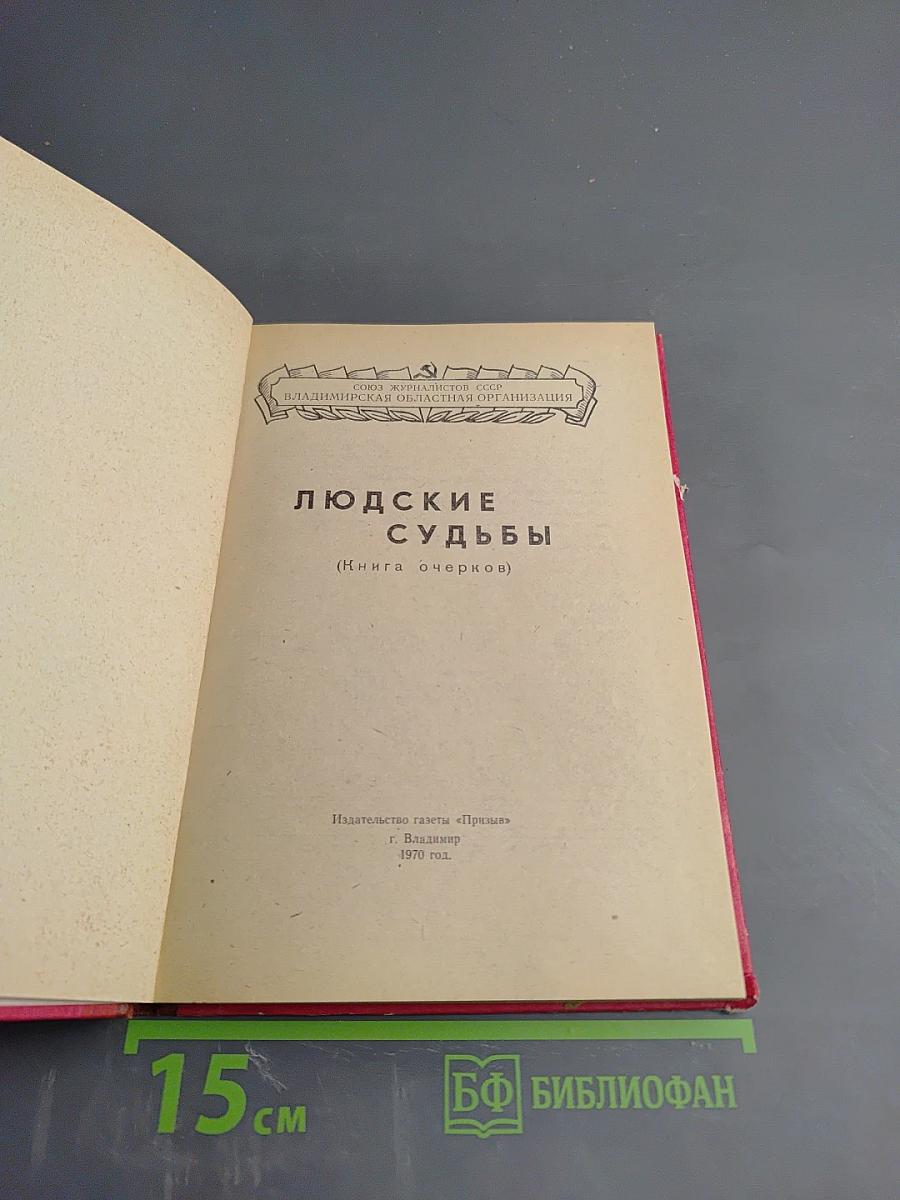 СОЮЗ ЖУРНАЛИСТОВ СССР
ВЛАДИМИРСКАЯ ОБЛАСТНАЯ ОРГАНИЗАЦИЯ
ЛЮДСКИЕ
СУДЬБЫ
(Книга очерков)
Издательство газеты «Призыв»
г. Владимир
1970 год.
15 см
БФ БИБЛИОФАН